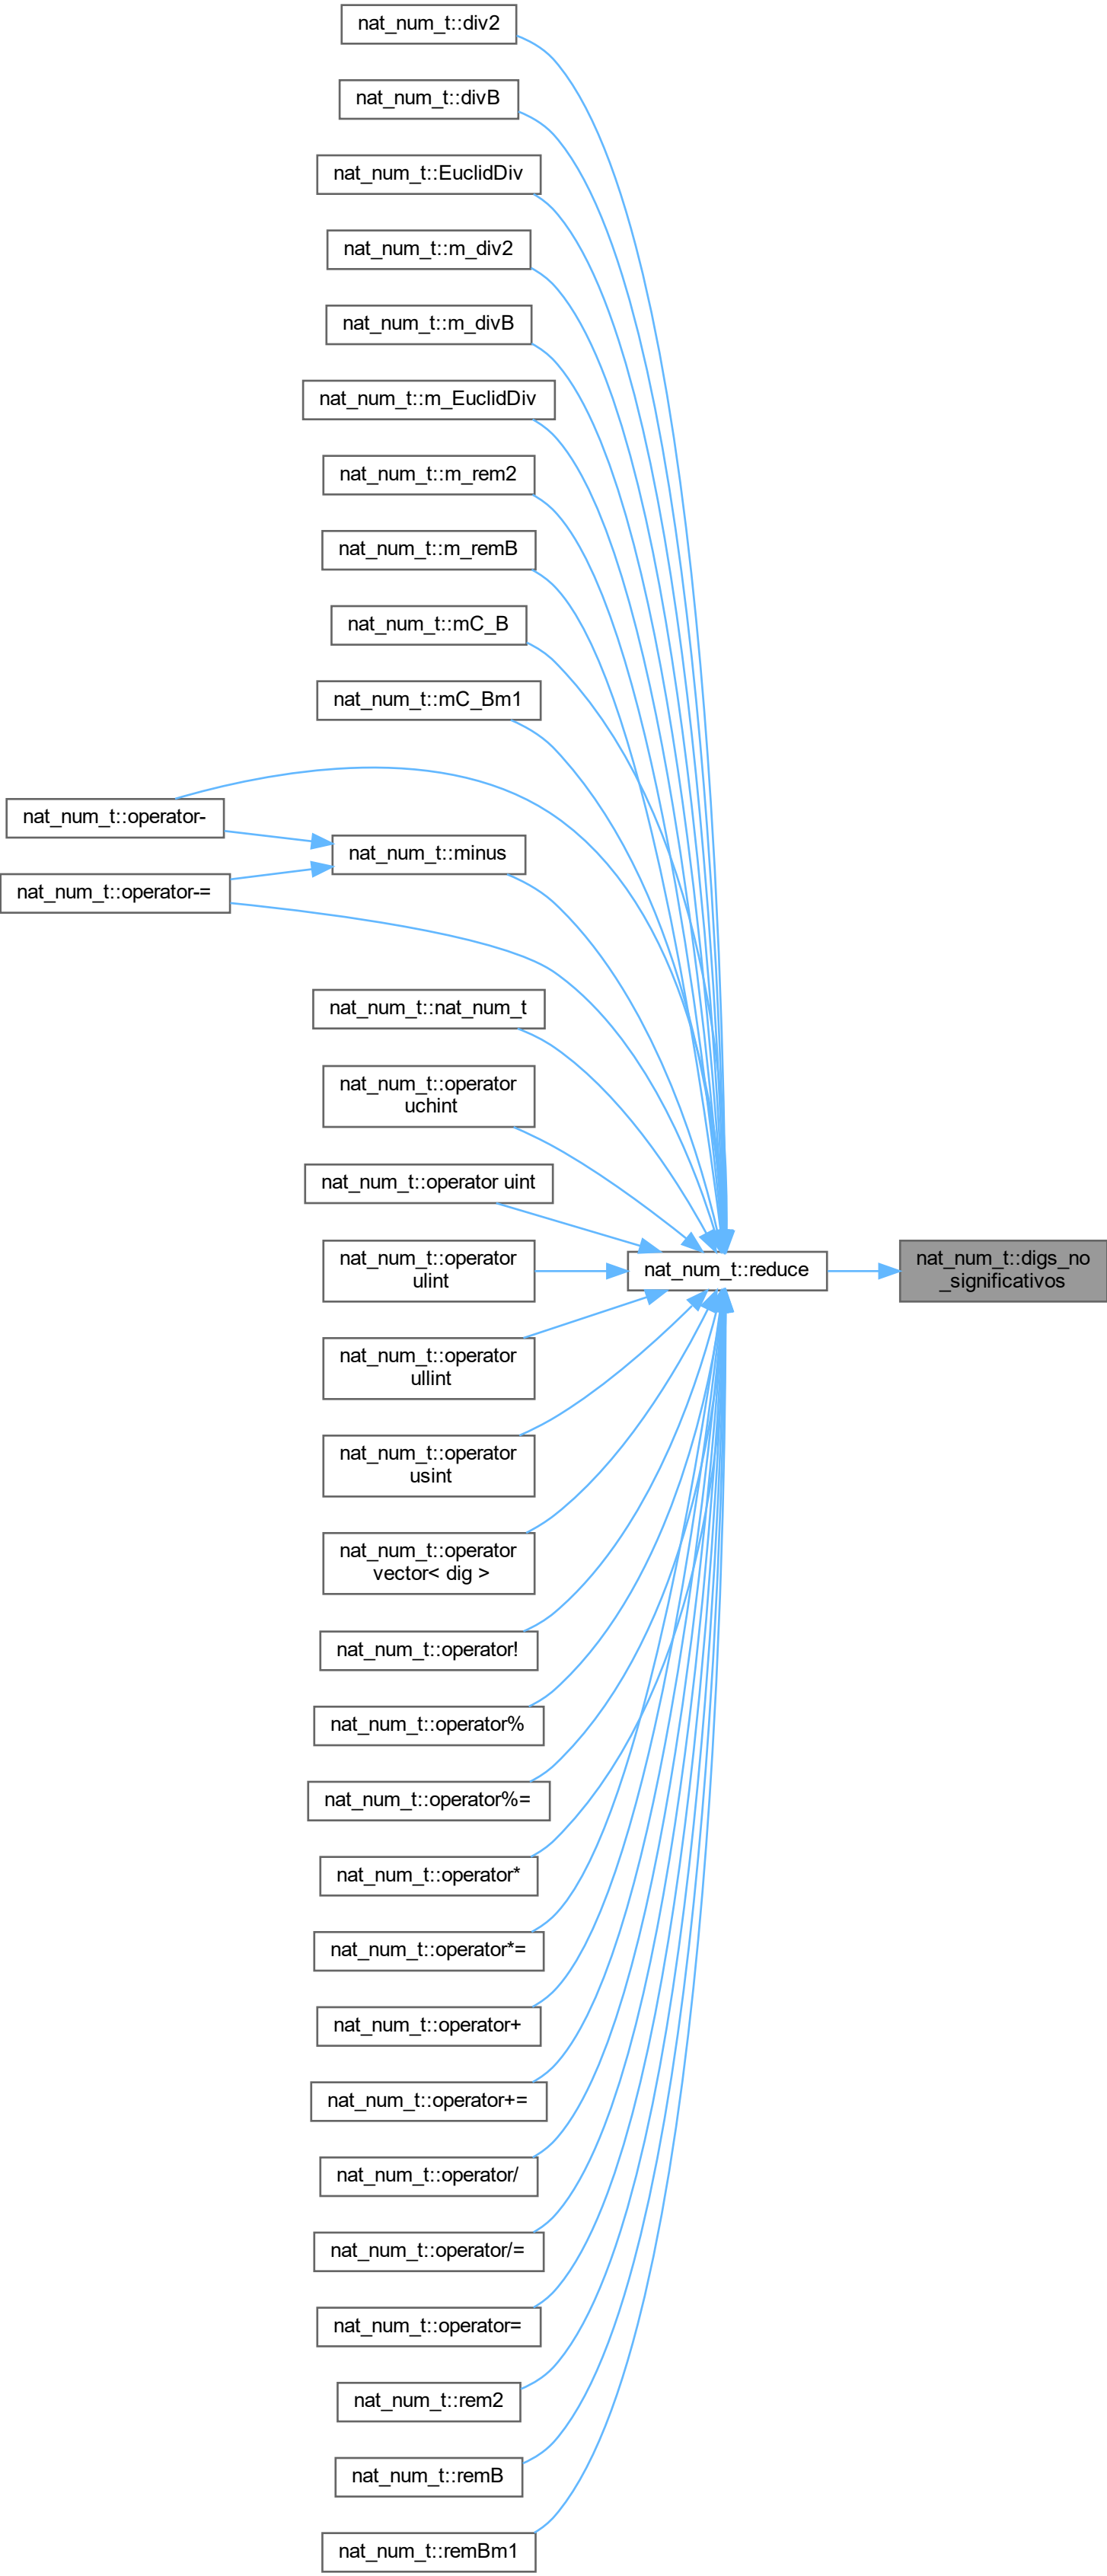 nat_num_t::div2
nat_num_t::divB
nat_num_t::EuclidDiv
nat_num_t::m_div2
nat_num_t::m_divB
nat_num_t::m_EuclidDiv
nat_num_t::m_rem2
nat_num_t::m_remB
nat_num_t::mC_B
nat_num_t::mC_Bm1
nat_num_t::operator-
nat_num_t::minus
nat_num_t::operator-=
nat_num_t::nat_num_t
nat_num_t::operator
uchint
nat_num_t::operator uint
nat_num_t::operator
ulint
nat_num_t::reduce
nat_num_t::digs_no
_significativos
nat_num_t::operator
ullint
nat_num_t::operator
usint
nat_num_t::operator
vector< dig >
nat_num_t::operator!
nat_num_t::operator%
nat_num_t::operator%=
nat_num_t::operator*
nat_num_t::operator*=
nat_num_t::operator+
nat_num_t::operator+=
nat_num_t::operator/
nat_num_t::operator/=
nat_num_t::operator=
nat_num_t::rem2
nat_num_t::remB
nat_num_t::remBm1